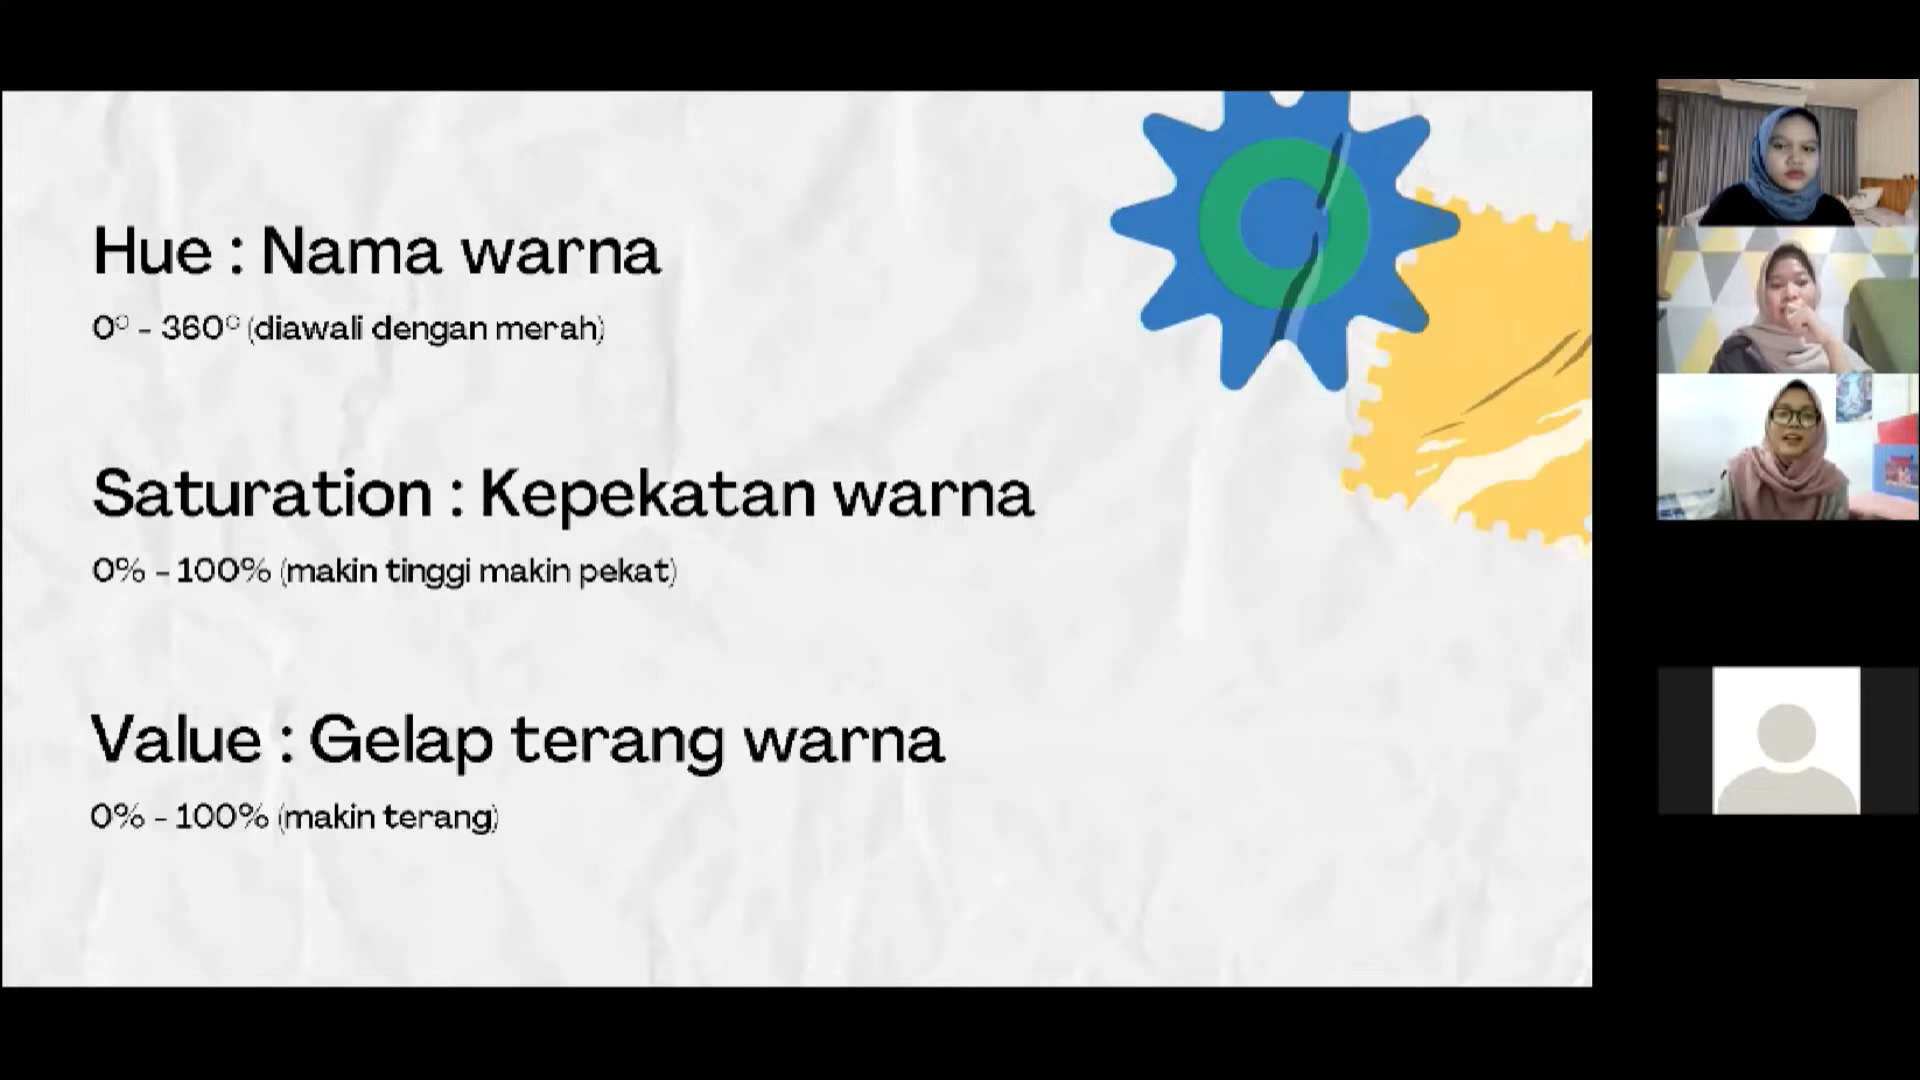 Hue : Nama warna
0° - 360° (diawali dengan merah)
Saturation : Kepekatan warna
0% - 100% (makin tinggi makin pekat)
Value : Gelap terang warna
0% - 100% (makin terang)